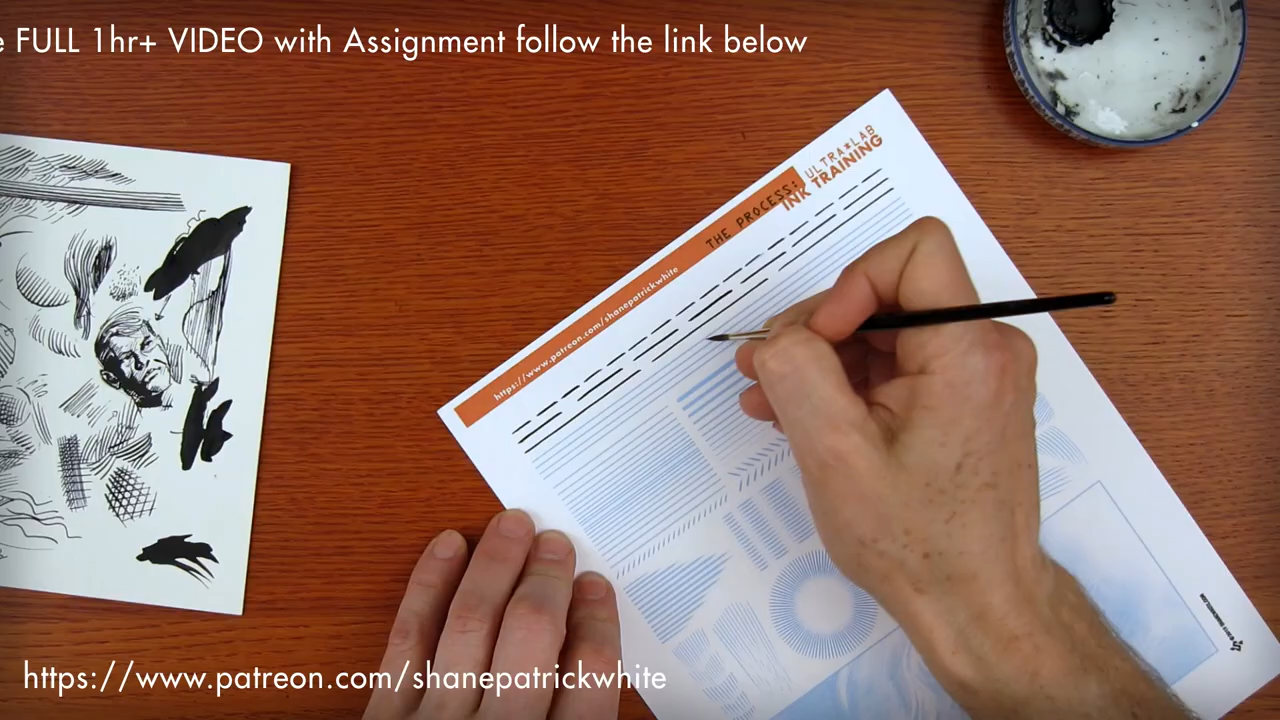 e FULL 1hr+ VIDEO with Assignment follow the link below
ULTRA*LAB
THE PROCESS: INK TRAINING
https://www.patreon.com/shanepatrickwhite
https://www.patreon.com/shanepatrickwhite